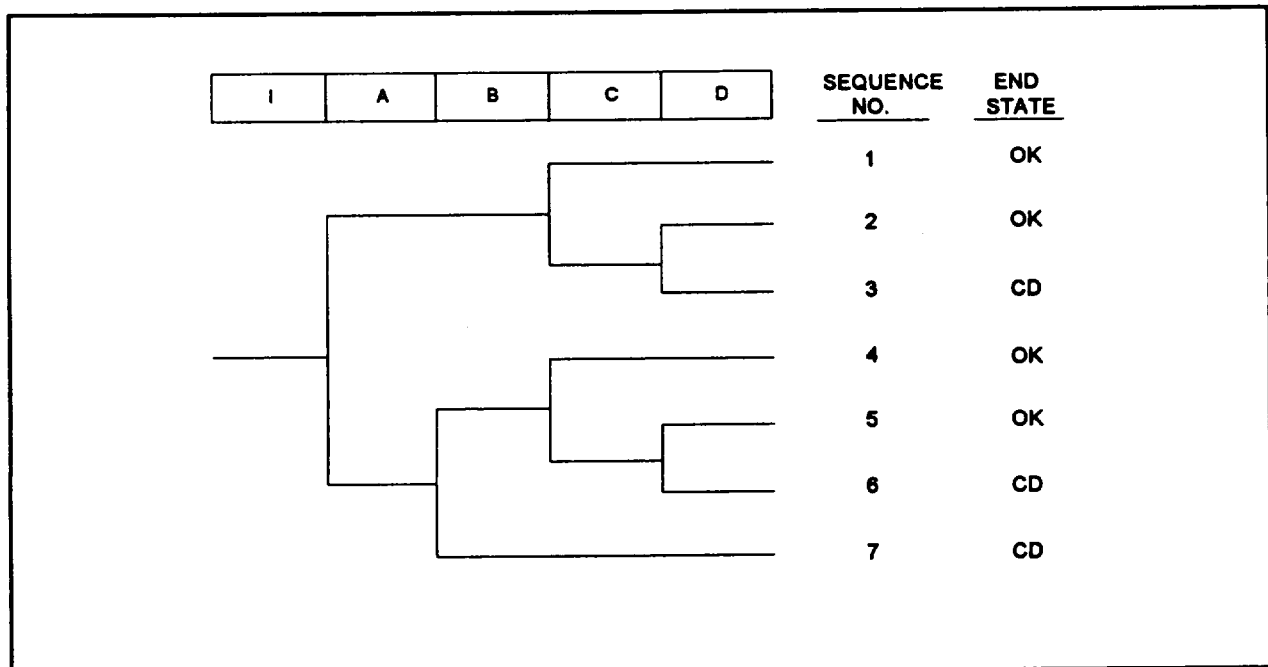 I A B C D
SEQUENCE NO. END STATE
1 OK
2 OK
3 CD
4 OK
5 OK
6 CD
7 CD